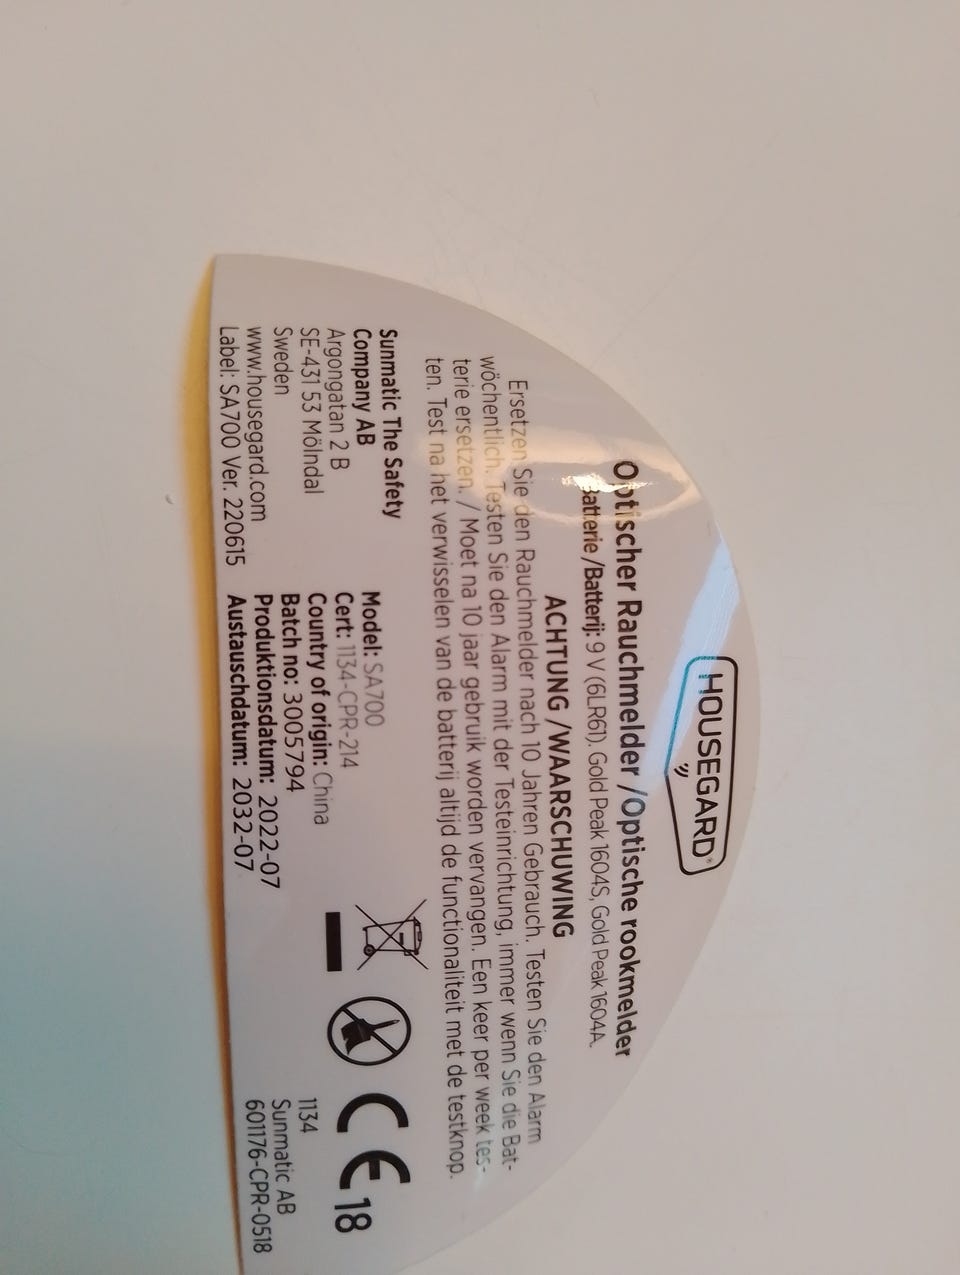 HOUSEGARD®
Optischer Rauchmelder /Optische rookmelder
Batterie /Batterij: 9 V (6LR61). Gold Peak 1604S, Gold Peak 1604A.
ACHTUNG /WAARSCHUWING
Ersetzen Sie den Rauchmelder nach 10 Jahren Gebrauch. Testen Sie den Alarm
wöchentlich. Testen Sie den Alarm mit der Testeinrichtung, immer wenn Sie die Bat-
terie ersetzen. / Moet na 10 jaar gebruik worden vervangen. Een keer per week tes-
ten. Test na het verwisselen van de batterij altijd de functionaliteit met de testknop.
Sunmatic The Safety
Company AB
Argongatan 2 B
SE-431 53 Mölndal
Sweden
www.housegard.com
Label: SA700 Ver. 220615
Model: SA700
Cert: 1134-CPR-214
Country of origin: China
Batch no: 3005794
Produktionsdatum: 2022-07
Austauschdatum: 2032-07
CE 18
1134
Sunmatic AB
601176-CPR-0518